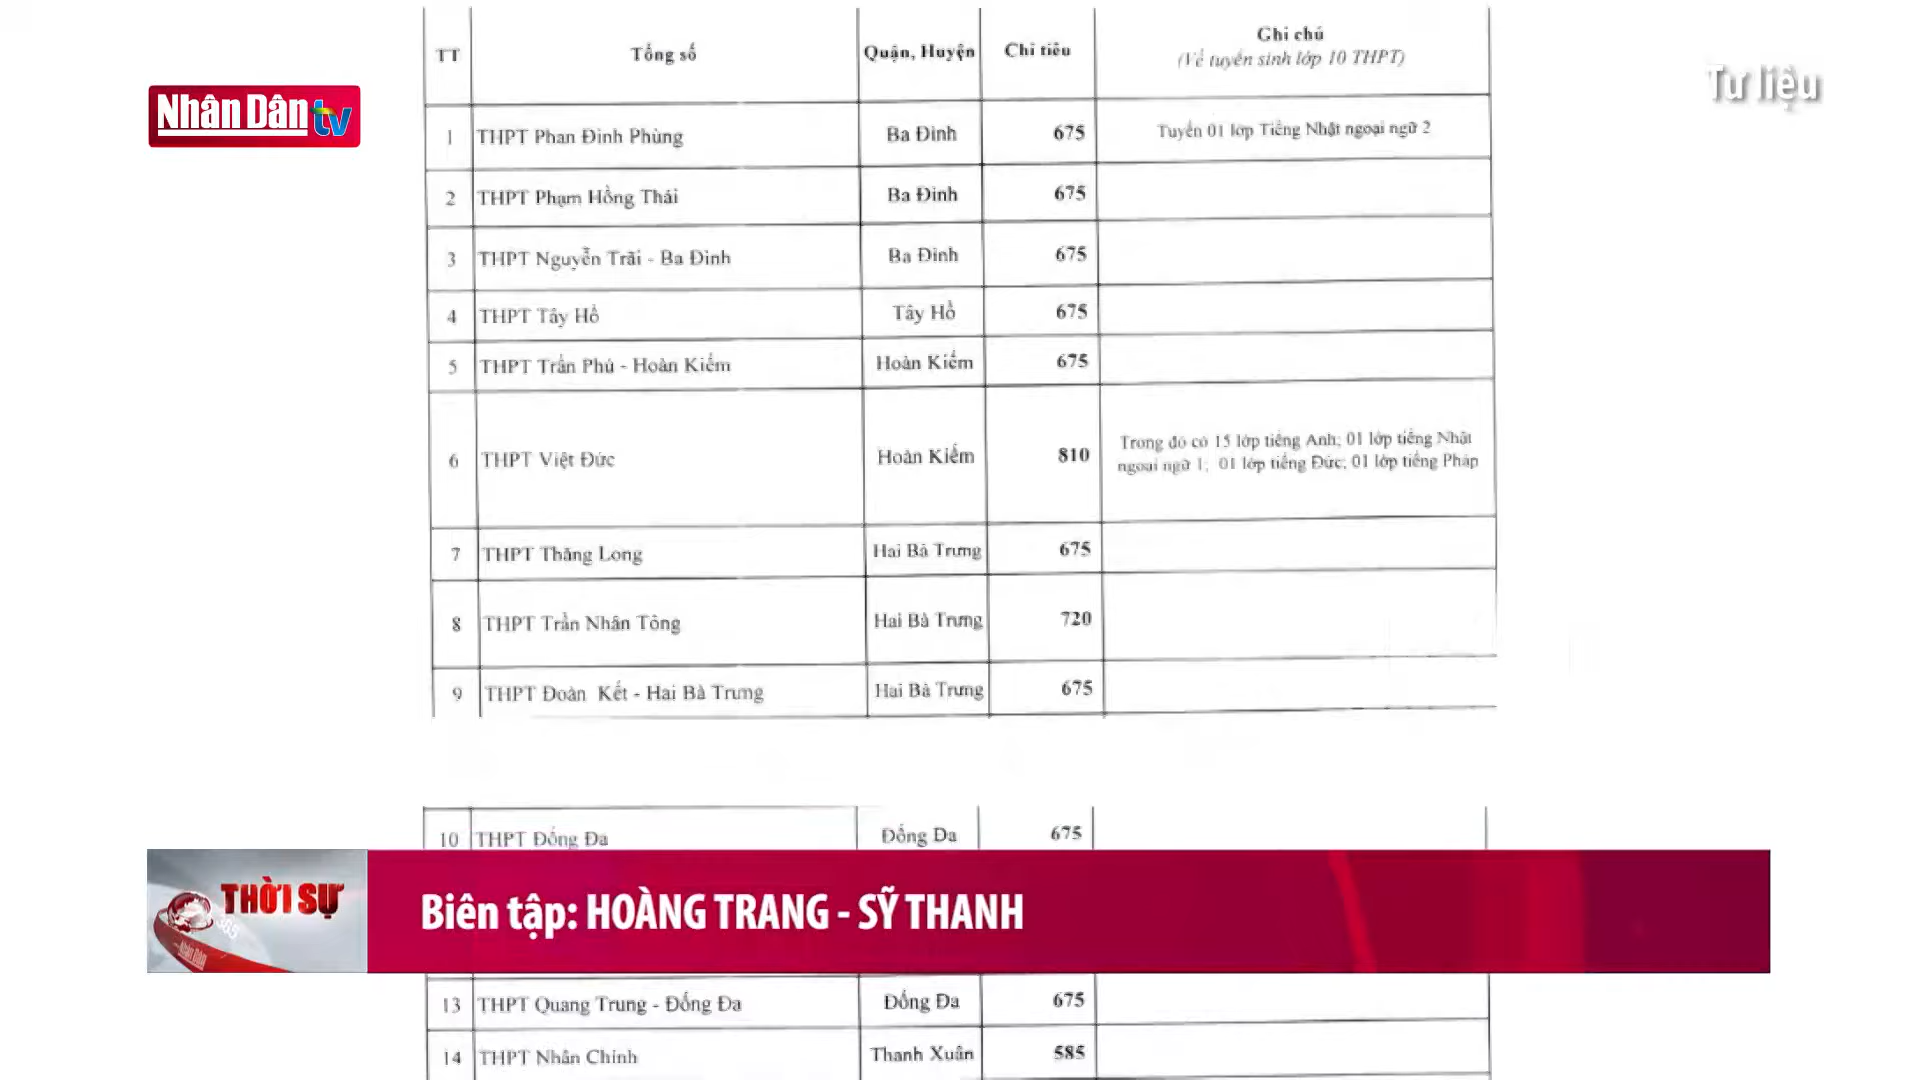 TT Tổng số Quận, Huyện Chỉ tiêu Ghi chú
(Về tuyển sinh lớp 10 THPT)
Tư liệu
Nhân Dân tv
1 THPT Phan Đình Phùng Ba Đình 675 Tuyển 01 lớp Tiếng Nhật ngoại ngữ 2
2 THPT Phạm Hồng Thái Ba Đình 675
3 THPT Nguyễn Trãi - Ba Đình Ba Đình 675
4 THPT Tây Hồ Tây Hồ 675
5 THPT Trần Phú - Hoàn Kiếm Hoàn Kiếm 675
6 THPT Việt Đức Hoàn Kiếm 810 Trong đó có 15 lớp tiếng Anh; 01 lớp tiếng Nhật
ngoại ngữ 1; 01 lớp tiếng Đức; 01 lớp tiếng Pháp
7 THPT Thăng Long Hai Bà Trưng 675
8 THPT Trần Nhân Tông Hai Bà Trưng 720
9 THPT Đoàn Kết - Hai Bà Trưng Hai Bà Trưng 675
10 THPT Đống Đa Đống Đa 675
THỜI SỰ
365
Nhân Dân
Biên tập: HOÀNG TRANG - SỸ THANH
13 THPT Quang Trung - Đống Đa Đống Đa 675
14 THPT Nhân Chính Thanh Xuân 585